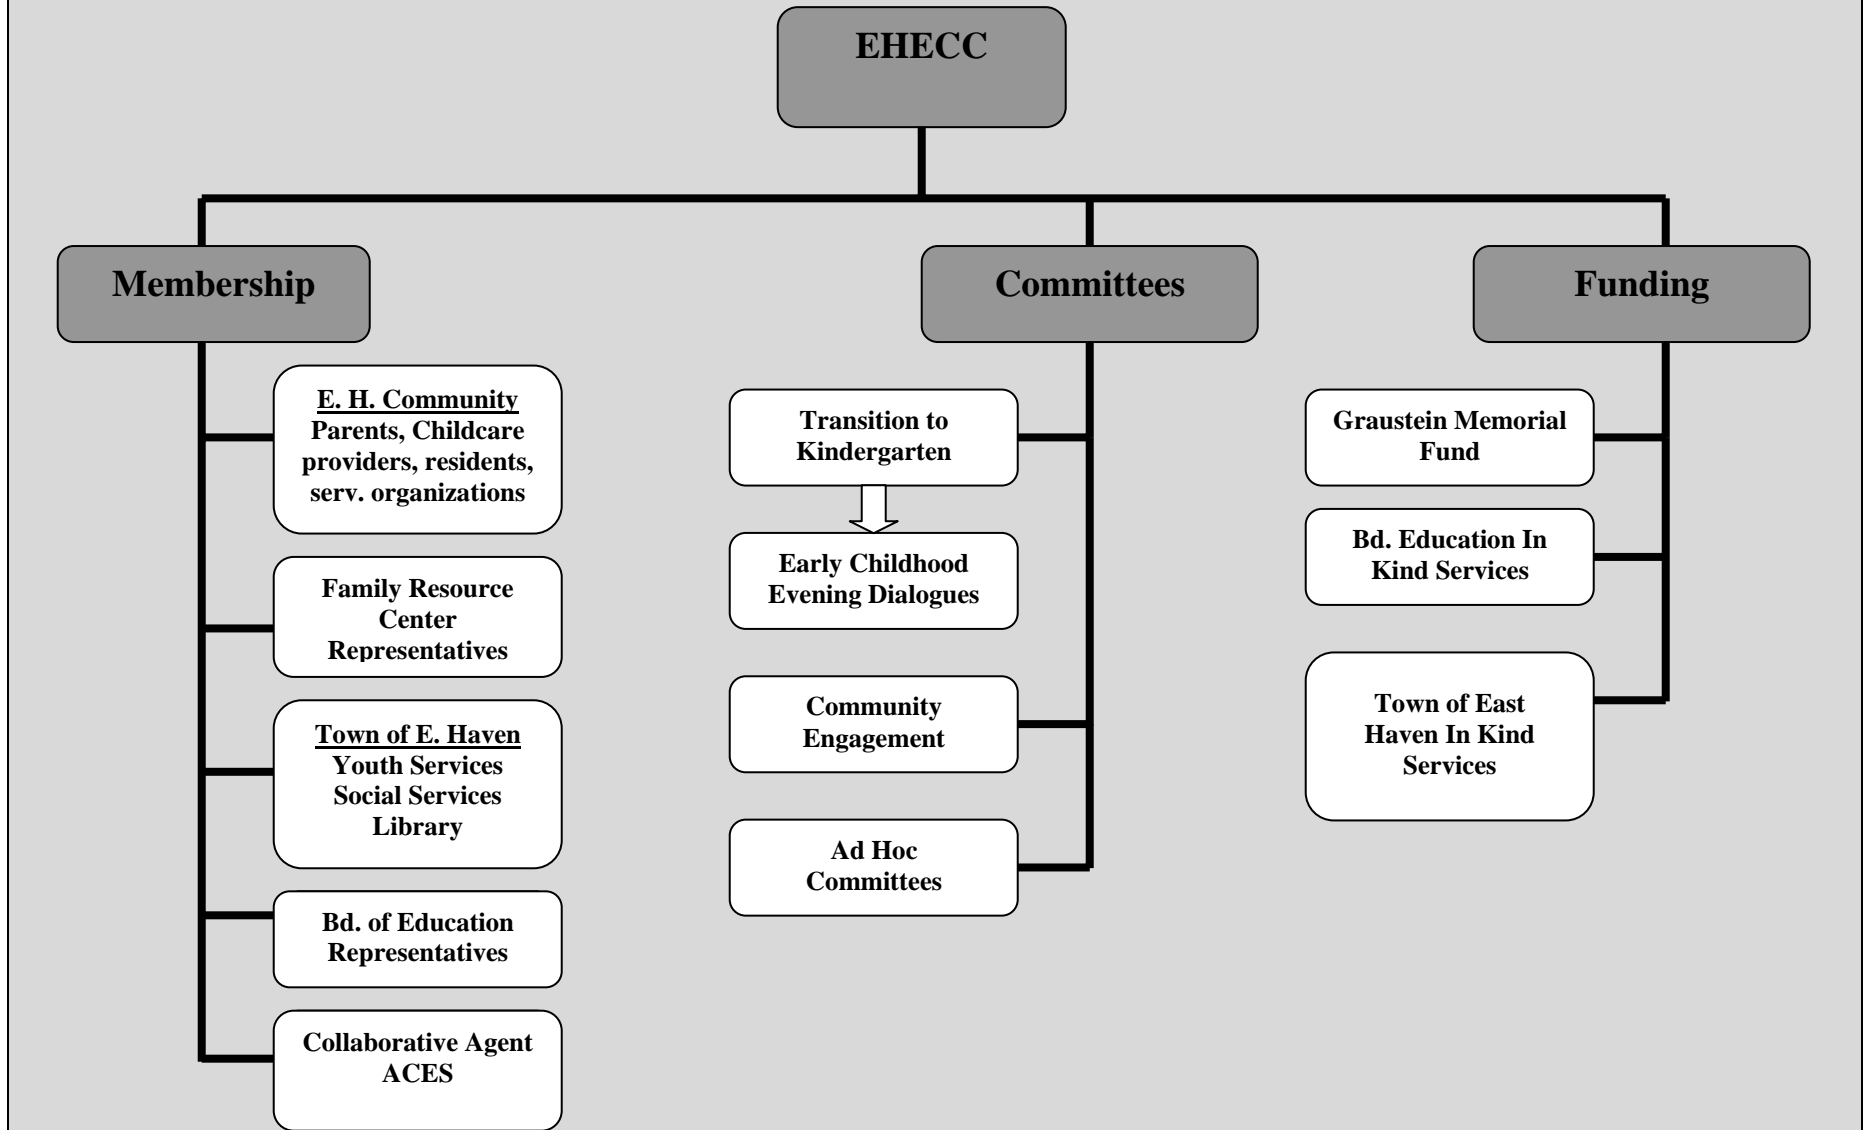 EHECC
Membership
Committees
Funding
E. H. Community
Parents, Childcare
providers, residents,
serv. organizations
Family Resource
Center
Representatives
Town of E. Haven
Youth Services
Social Services
Library
Bd. of Education
Representatives
Collaborative Agent
ACES
Transition to
Kindergarten
Early Childhood
Evening Dialogues
Community
Engagement
Ad Hoc
Committees
Graustein Memorial
Fund
Bd. Education In
Kind Services
Town of East
Haven In Kind
Services